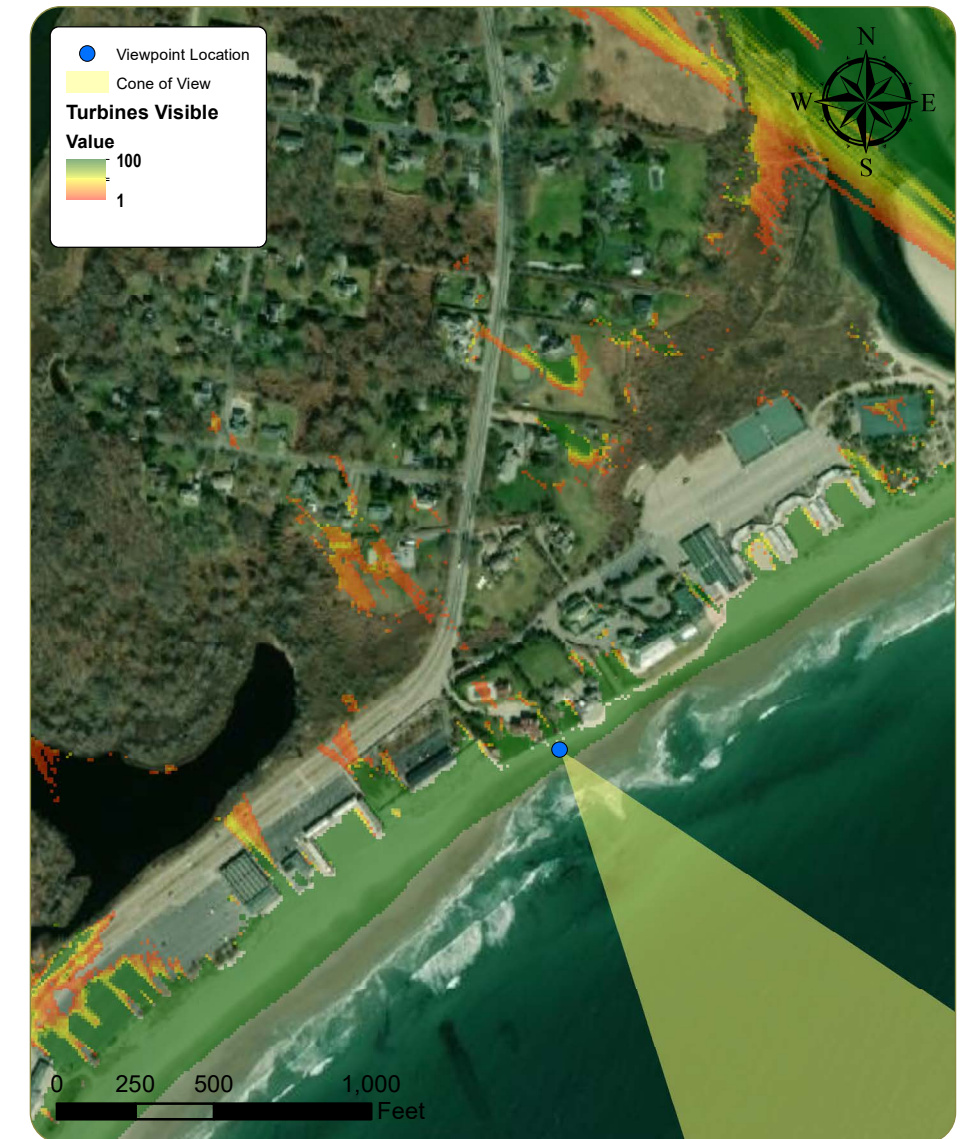 Viewpoint Location
Cone of View
Turbines Visible
Value
100
1
N
W E
S
0 250 500 1,000
Feet